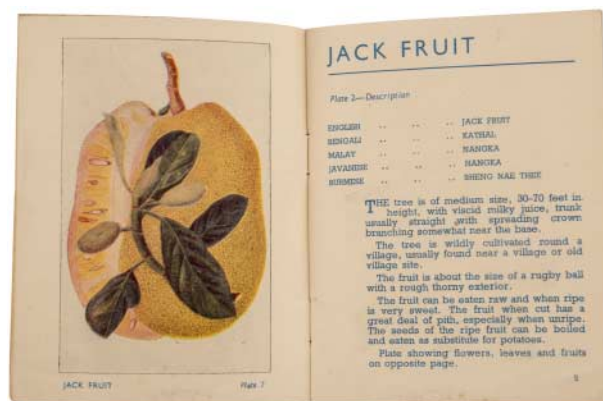 JACK FRUIT Plate
JACK FRUIT
Plate 2—Description
ENGLISH .. .. .. JACK FRUIT
BENGALI .. .. .. KATHAL
MALAY .. .. .. NANGKA
JAVANESE .. .. .. NANGKA
BURMESE .. .. .. SHENG NAE THEE
THE tree is of medium size, 30-70 feet in
height, with viscid milky juice, trunk
usually straight with spreading crown
branching somewhat near the base.
The tree is wildly cultivated round a
village, usually found near a village or old
village site.
The fruit is about the size of a rugby ball
with a rough thorny exterior.
The fruit can be eaten raw and when ripe
is very sweet. The fruit when cut has a
great deal of pith, especially when unripe.
The seeds of the ripe fruit can be boiled
and eaten as substitute for potatoes.
Plate showing flowers, leaves and fruits
on opposite page.